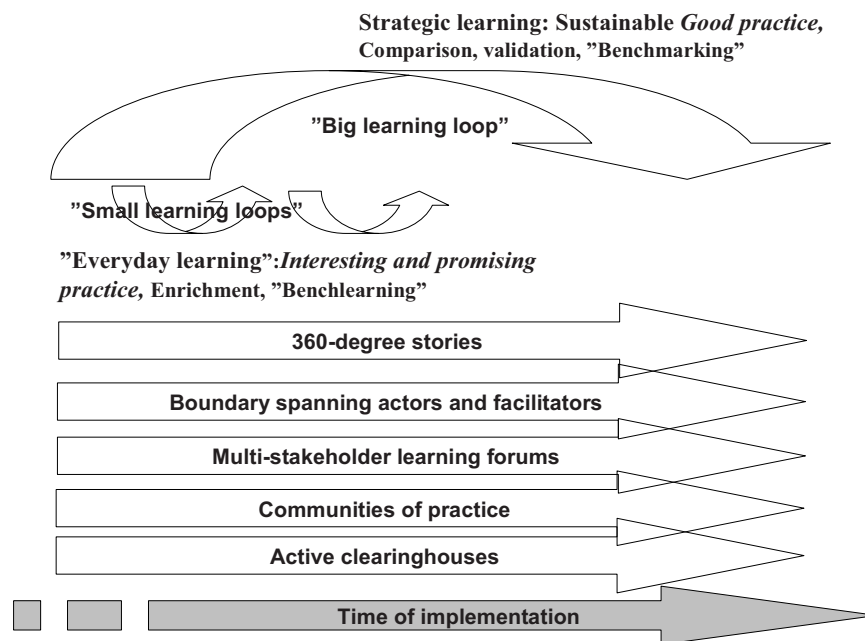 Strategic learning: Sustainable Good practice,
Comparison, validation, ”Benchmarking”
”Big learning loop”
”Small learning loops”
”Everyday learning”:Interesting and promising
practice, Enrichment, ”Benchlearning”
360-degree stories
Boundary spanning actors and facilitators
Multi-stakeholder learning forums
Communities of practice
Active clearinghouses
Time of implementation